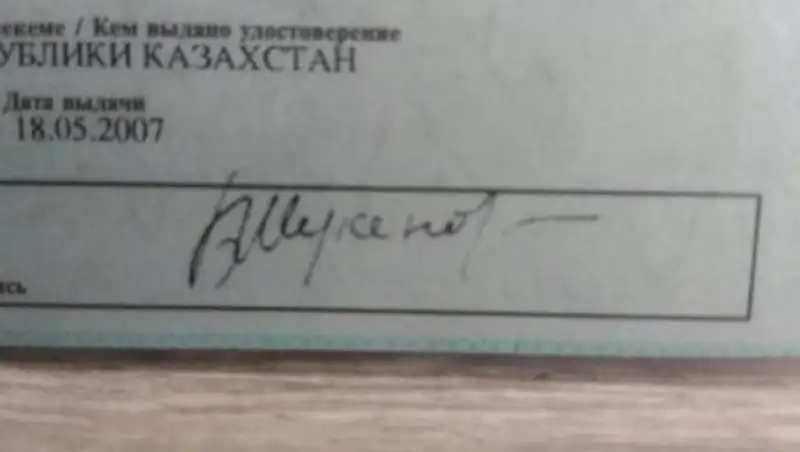 екеме / Кем выдано удостоверение
УБЛИКИ КАЗАХСТАН
Дата выдачи
18.05.2007
ись